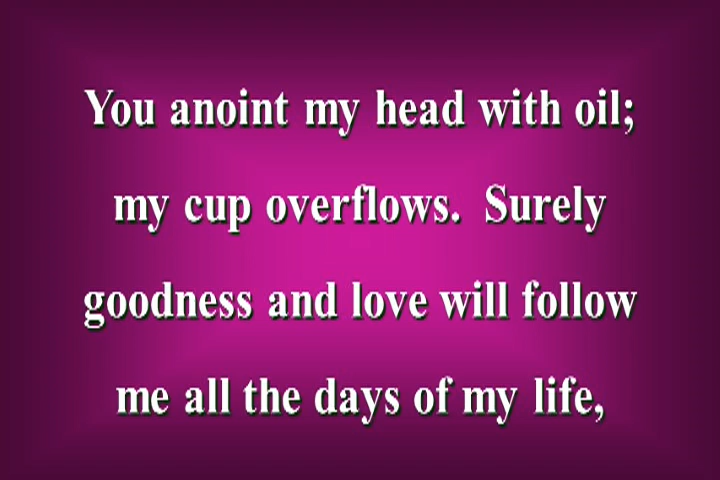 You anoint my head with oil;
my cup overflows.  Surely
goodness and love will follow
me all the days of my life,